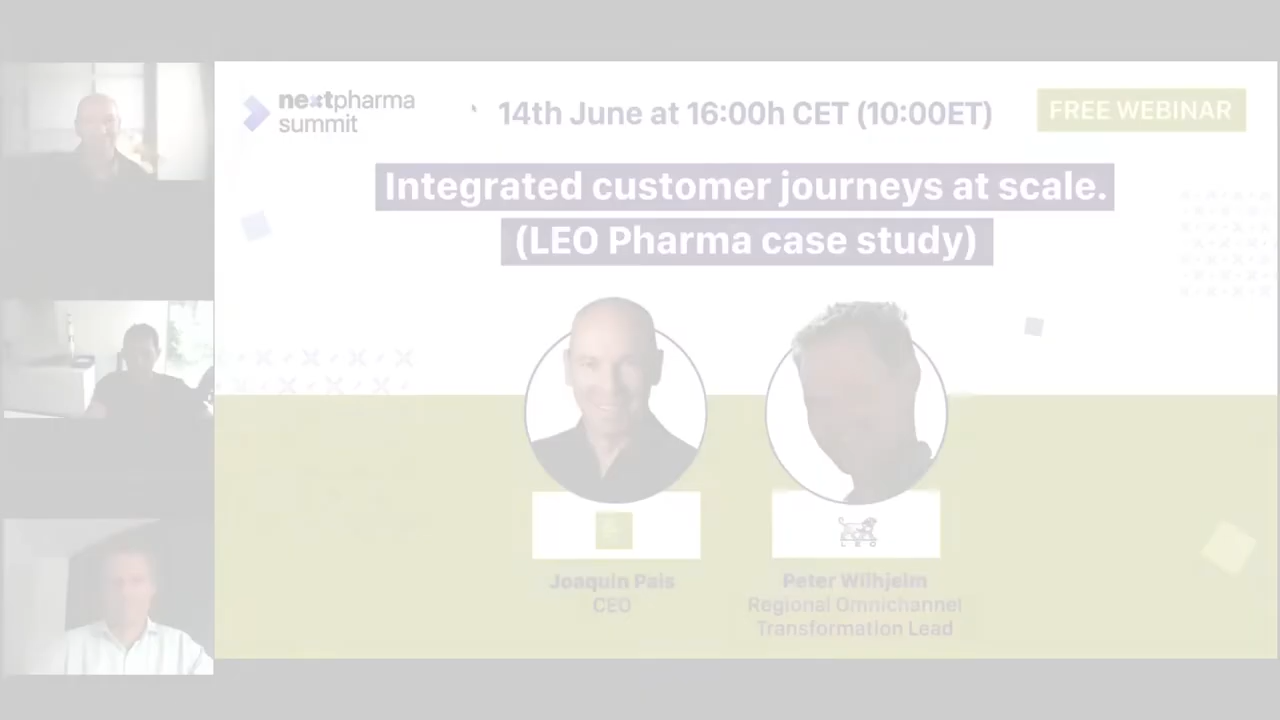 nextpharma
summit
14th June at 16:00h CET (10:00ET)
FREE WEBINAR
Integrated customer journeys at scale.
(LEO Pharma case study)
LEO
Joaquin Pais
CEO
Peter Wilhjelm
Regional Omnichannel
Transformation Lead